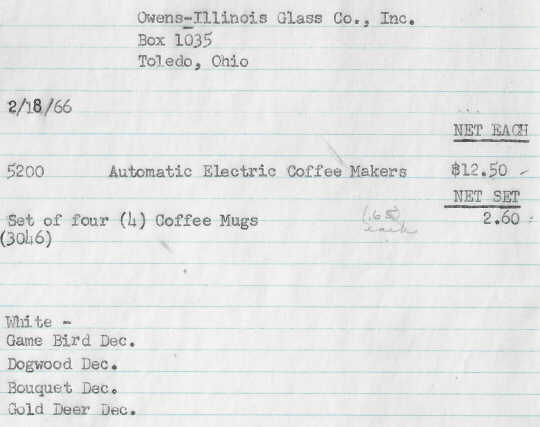 Owens-Illinois Glass Co., Inc.
Box 1035
Toledo, Ohio
2/18/66
NET EACH
5200 Automatic Electric Coffee Makers $12.50
NET SET
Set of four (4) Coffee Mugs (.65) 2.60
each
(3046)
White -
Game Bird Dec.
Dogwood Dec.
Bouquet Dec.
Gold Deer Dec.